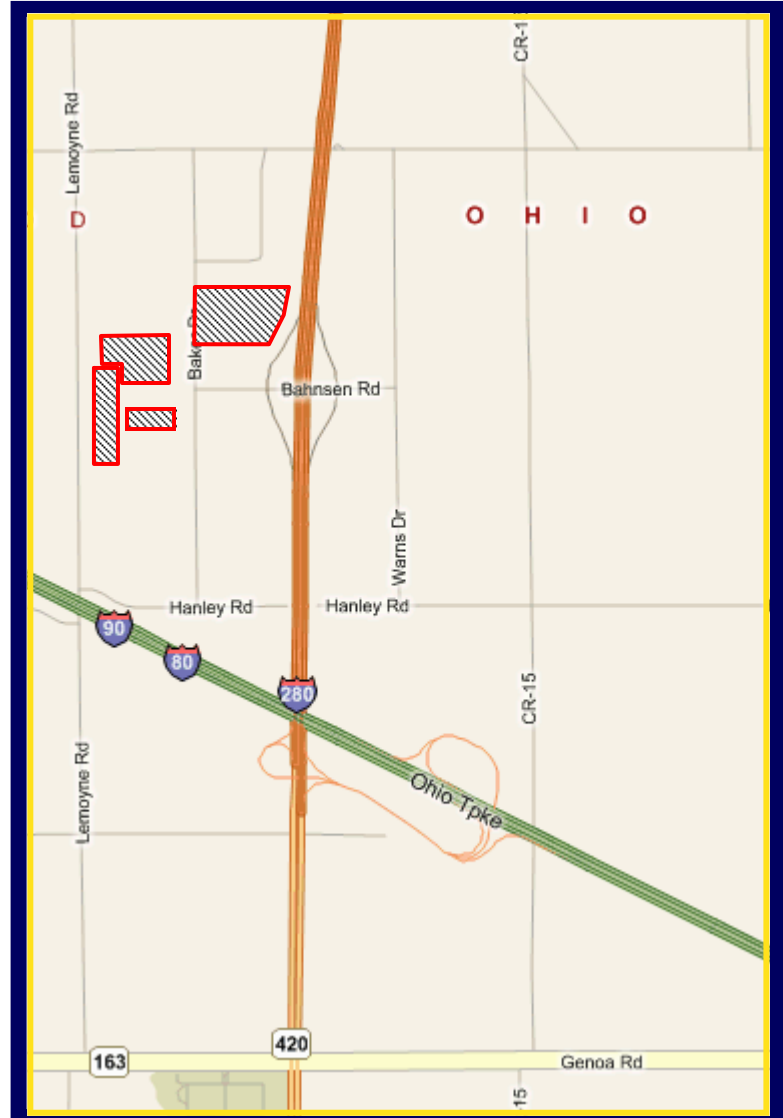 CR-1
Lemoyne Rd
D
O H I O
Bahnsen Rd
Warns Dr
Hanley Rd
Hanley Rd
90
80
280
CR-15
Lemoyne Rd
Ohio Tpke
420
163
Genoa Rd
-15